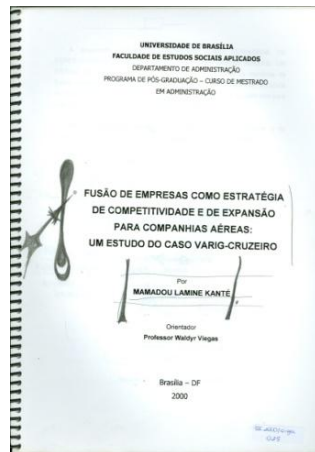 UNIVERSIDADE DE BRASÍLIA
FACULDADE DE ESTUDOS SOCIAIS APLICADOS
DEPARTAMENTO DE ADMINISTRAÇÃO
PROGRAMA DE PÓS-GRADUAÇÃO – CURSO DE MESTRADO
EM ADMINISTRAÇÃO
FUSÃO DE EMPRESAS COMO ESTRATÉGIA
DE COMPETITIVIDADE E DE EXPANSÃO
PARA COMPANHIAS AÉREAS:
UM ESTUDO DO CASO VARIG-CRUZEIRO
Por
MAMADOU LAMINE KANTÉ
Orientador
Professor Waldyr Viegas
Brasília – DF
2000